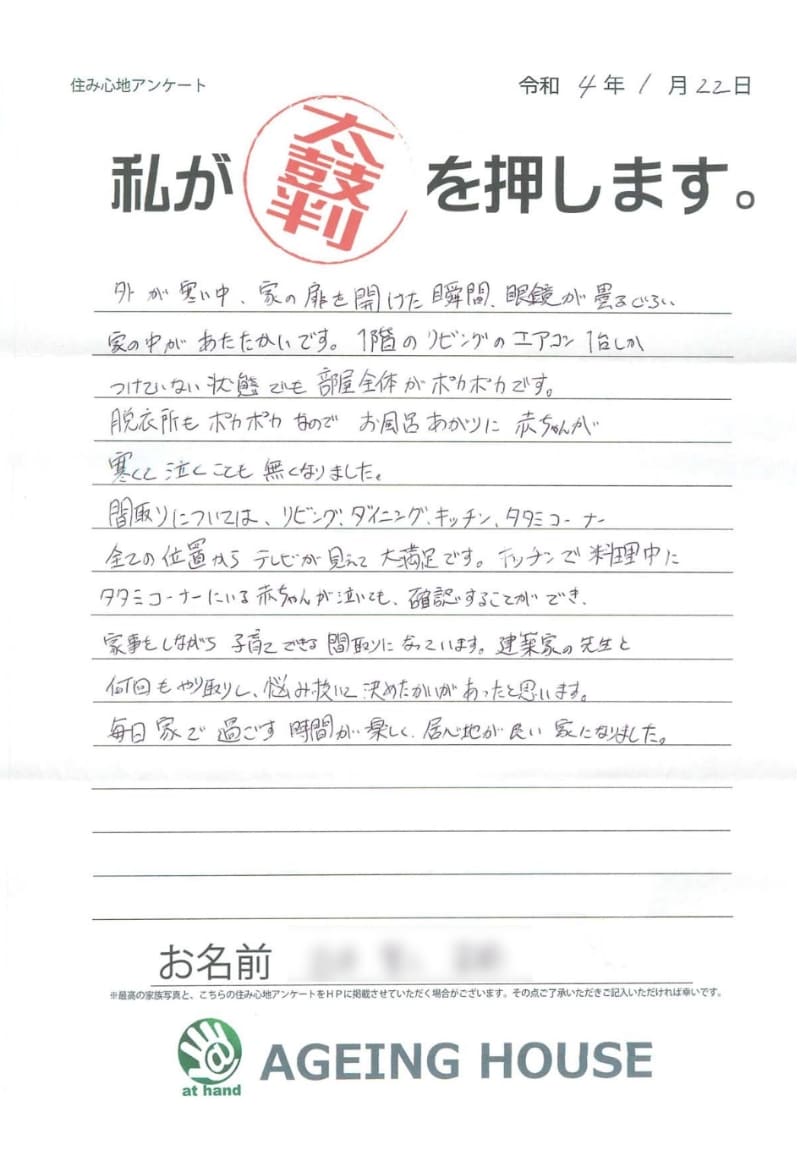 住み心地アンケート
令和 4年 1月 22日
私が 太鼓判 を押します。
外が寒い中、家の扉を開けた瞬間、眼鏡が曇るぐらい
家の中があたたかいです。1階のリビングのエアコン1台しか
つけていない状態でも部屋全体がポカポカです。
脱衣所もポカポカなので お風呂あがりに 赤ちゃんが
寒くて泣くことも無くなりました。
間取りについては、リビング、ダイニング、キッチン、タタミコーナー
全ての位置からテレビが見えて大満足です。キッチンで料理中に
タタミコーナーにいる赤ちゃんが泣いても、確認することができ、
家事をしながら子育てできる間取りになっています。建築家の先生と
何回もやり取りし、悩み抜いて決めたかいがあったと思います。
毎日家で過ごす時間が楽しく、居心地が良い家になりました。
お名前
※最高の家族写真と、こちらの住み心地アンケートをHPに掲載させていただく場合がございます。その点ご了承いただきご記入いただければ幸いです。
@
at hand
AGEING HOUSE